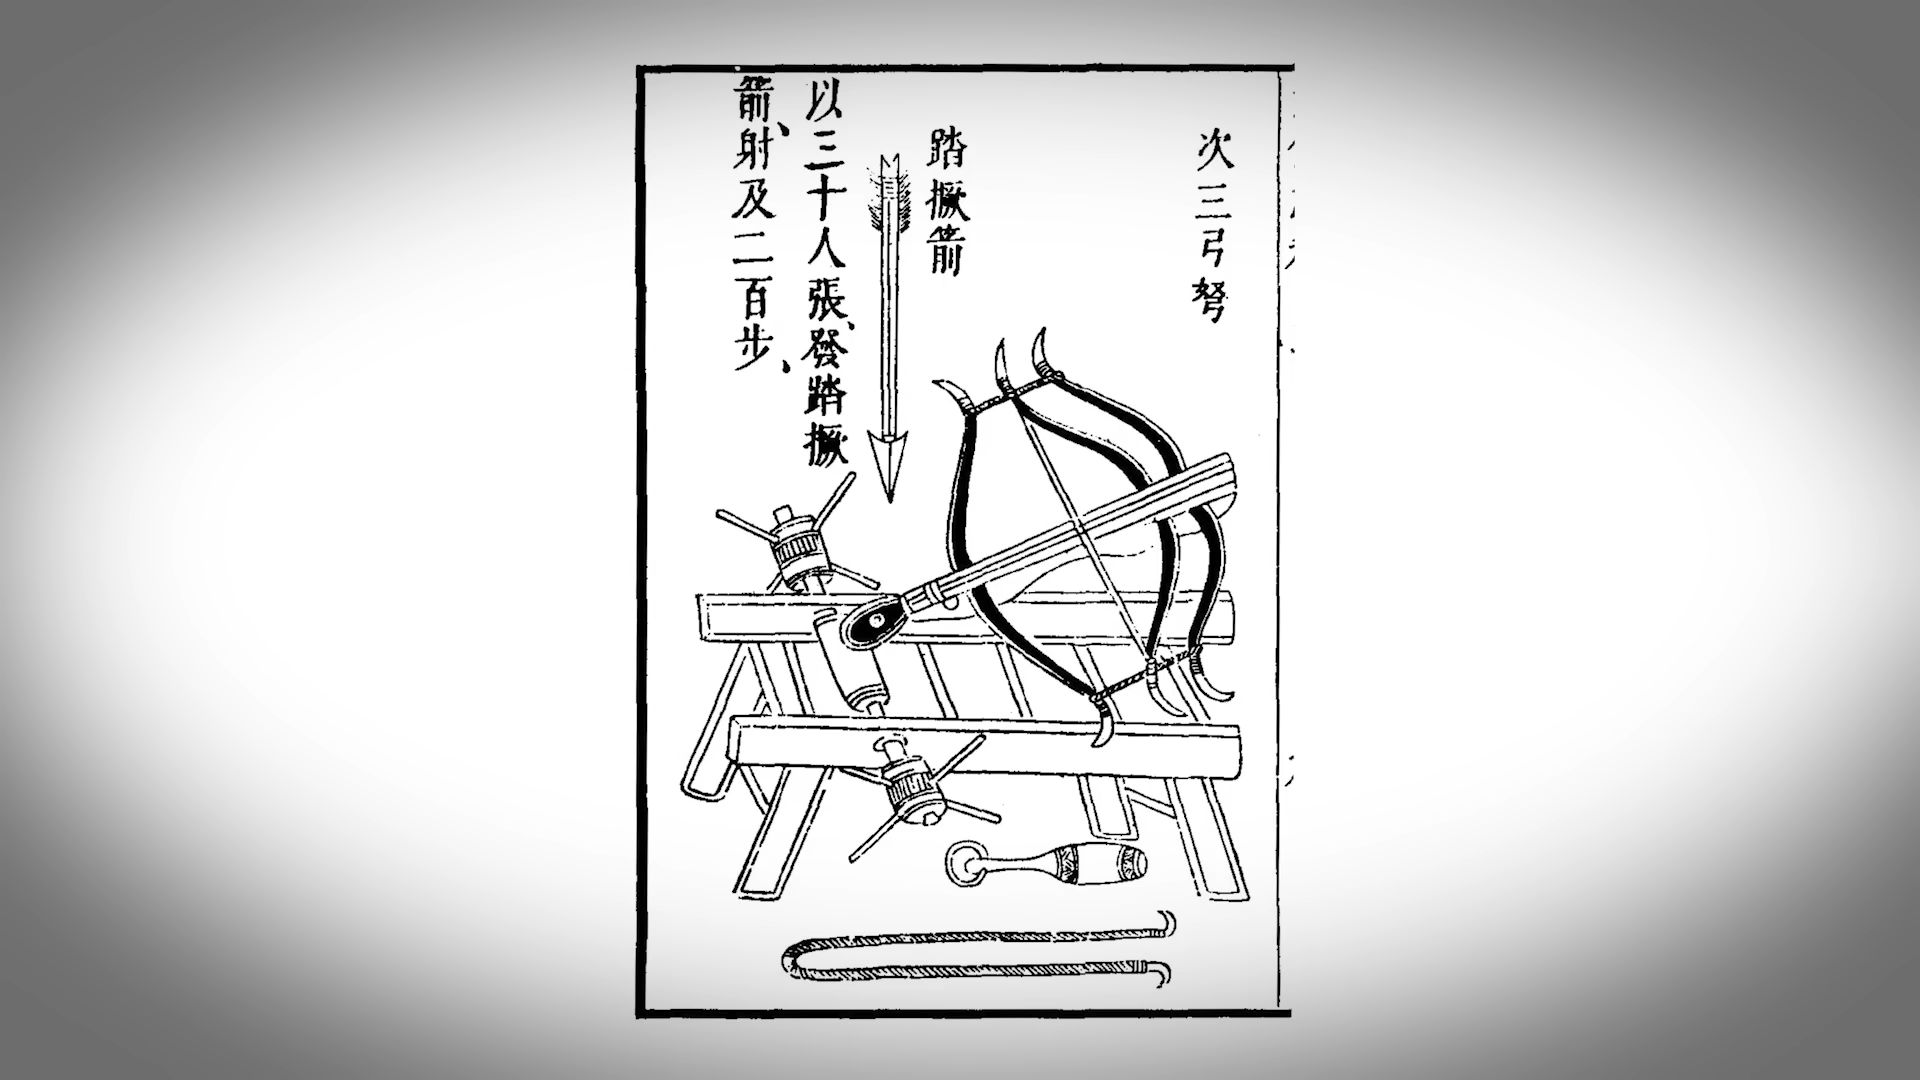 次三弓弩
踏撅箭
以三十人張、發踏撅
箭、射及二百步、